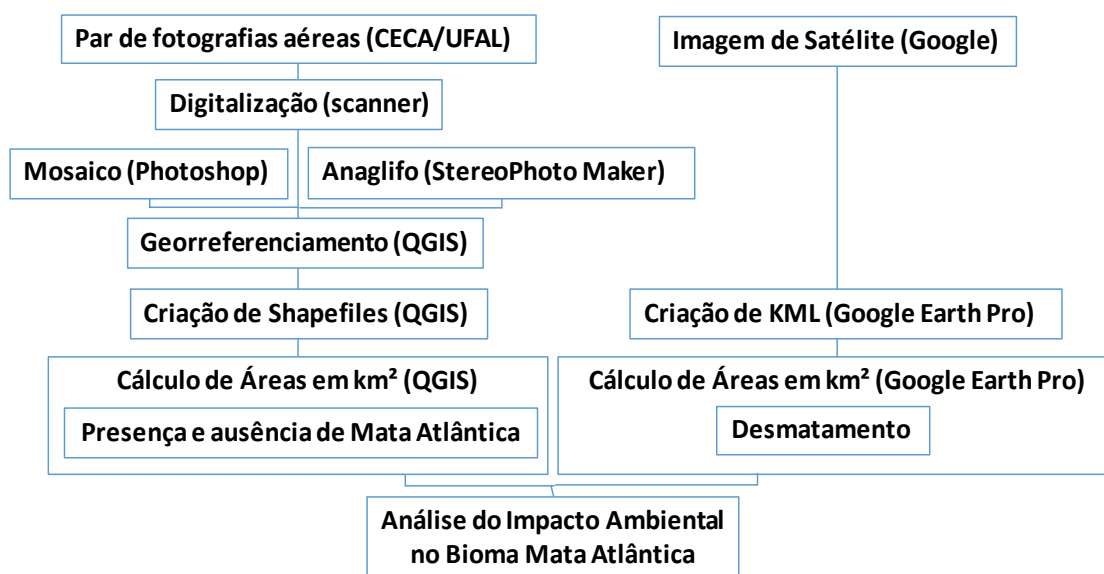 Par de fotografias aéreas (CECA/UFAL)
Imagem de Satélite (Google)
Digitalização (scanner)
Mosaico (Photoshop)
Anaglifo (StereoPhoto Maker)
Georreferenciamento (QGIS)
Criação de Shapefiles (QGIS)
Criação de KML (Google Earth Pro)
Cálculo de Áreas em km² (QGIS)
Cálculo de Áreas em km² (Google Earth Pro)
Presença e ausência de Mata Atlântica
Desmatamento
Análise do Impacto Ambiental
no Bioma Mata Atlântica